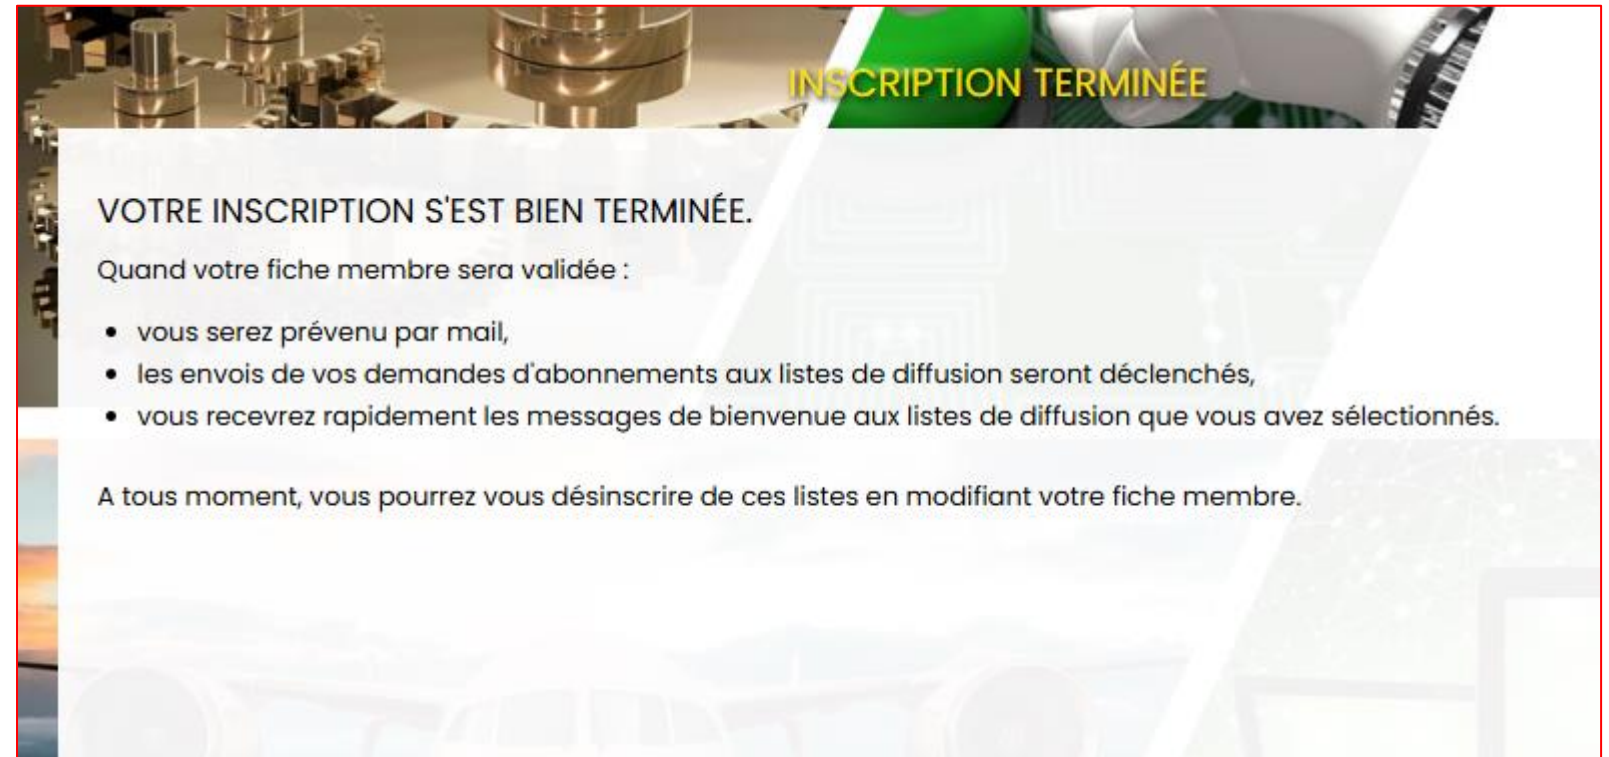 INSCRIPTION TERMINÉE
VOTRE INSCRIPTION S'EST BIEN TERMINÉE.
Quand votre fiche membre sera validée :
• vous serez prévenu par mail,
• les envois de vos demandes d'abonnements aux listes de diffusion seront déclenchés,
• vous recevrez rapidement les messages de bienvenue aux listes de diffusion que vous avez sélectionnés.
A tous moment, vous pourrez vous désinscrire de ces listes en modifiant votre fiche membre.